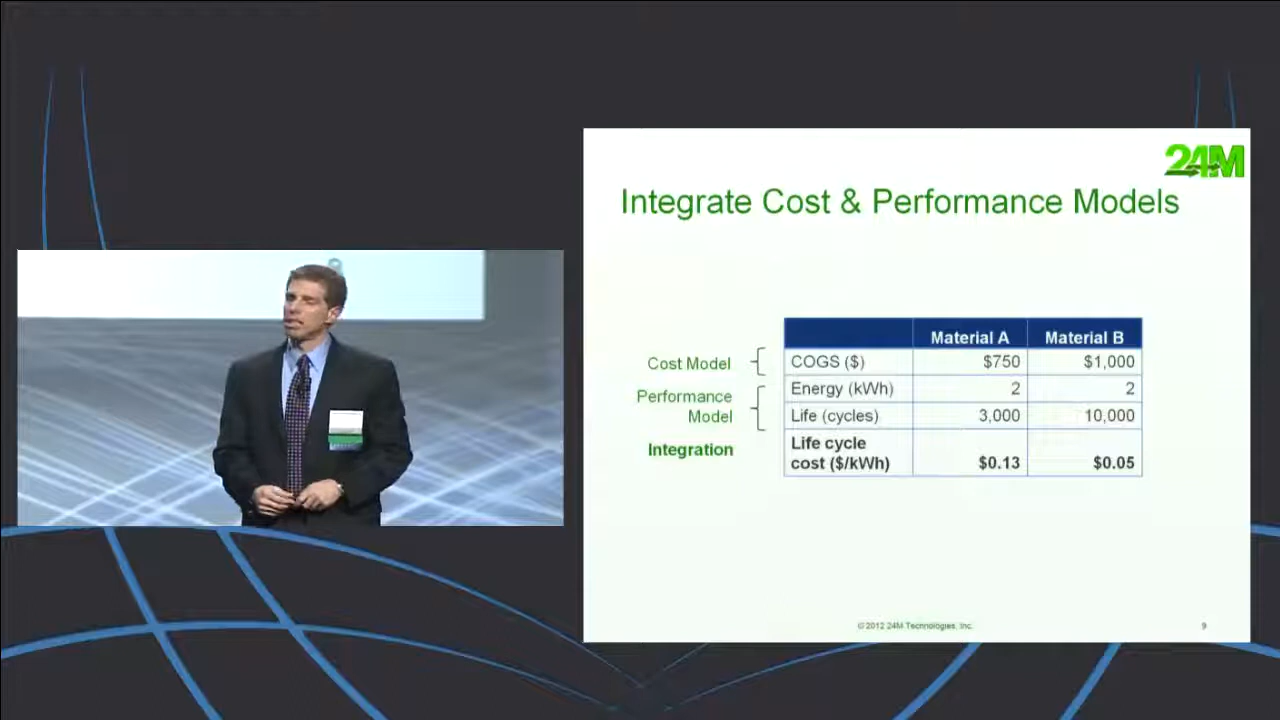 24M
Integrate Cost & Performance Models
Material A Material B
Cost Model COGS ($) $750 $1,000
Performance Model Energy (kWh) 2 2
Life (cycles) 3,000 10,000
Integration Life cycle
cost ($/kWh) $0.13 $0.05
© 2012 24M Technologies, Inc. 9